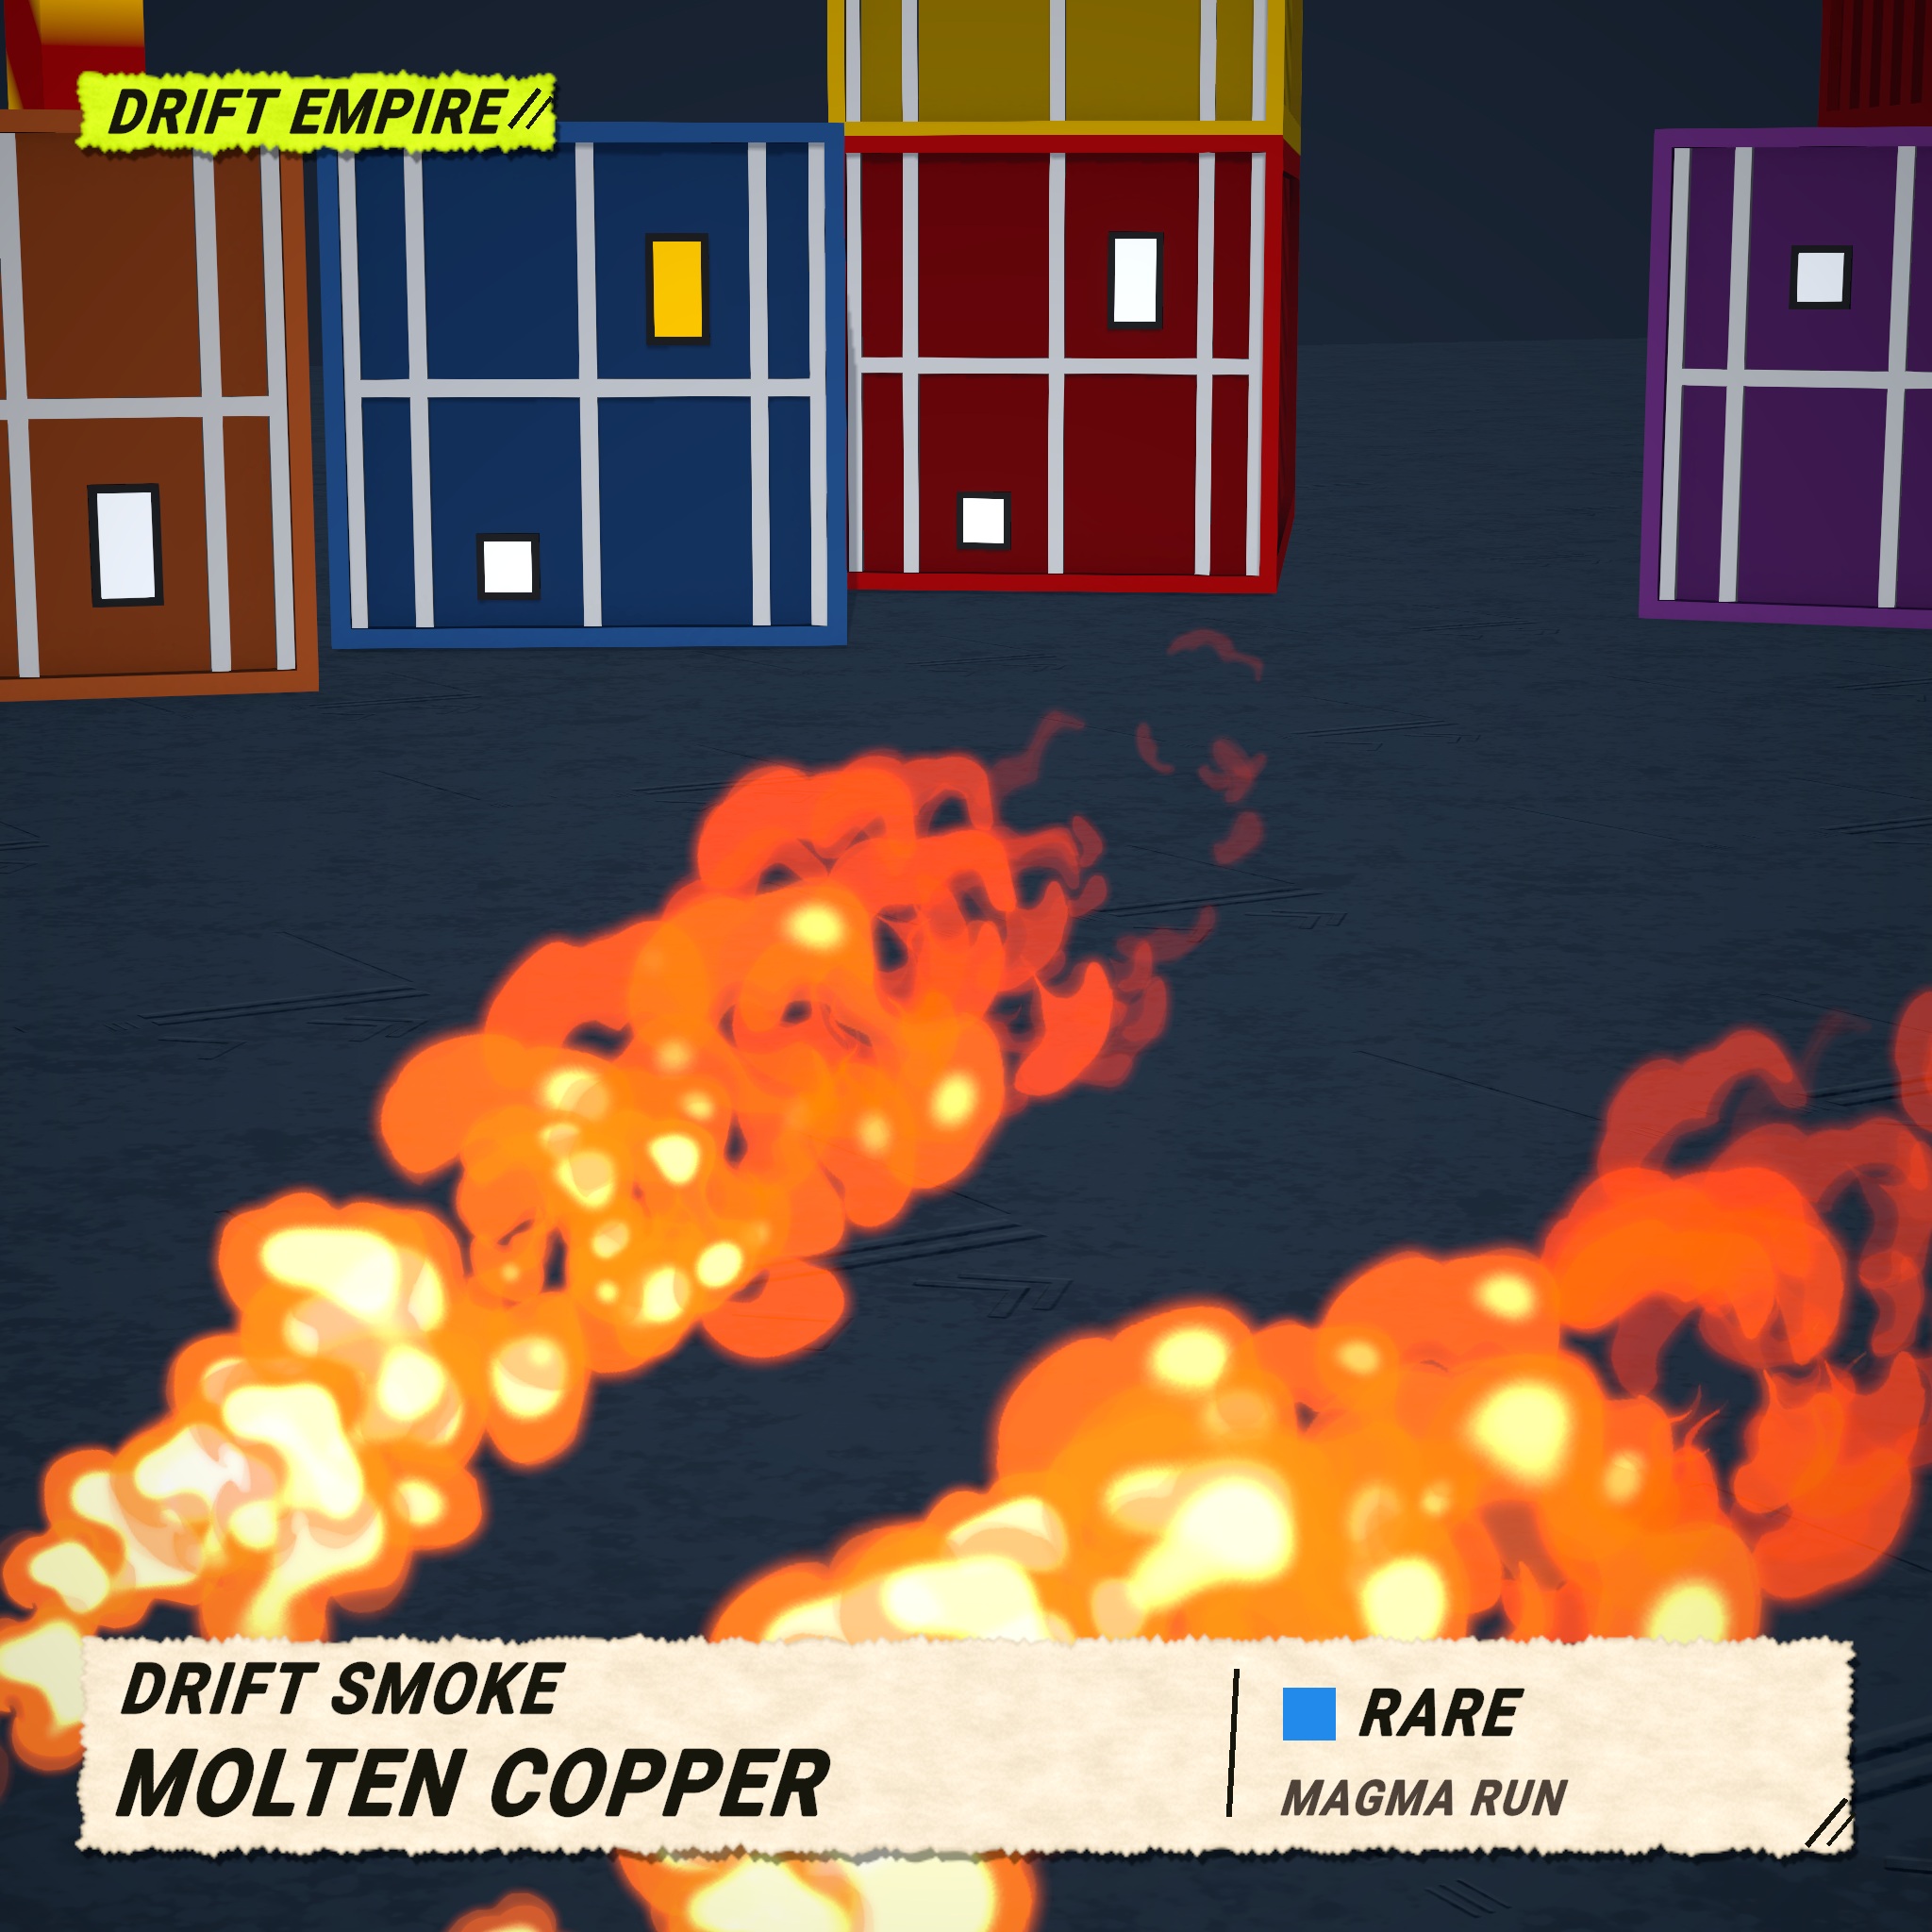 DRIFT EMPIRE//
DRIFT SMOKE
MOLTEN COPPER
RARE
MAGMA RUN